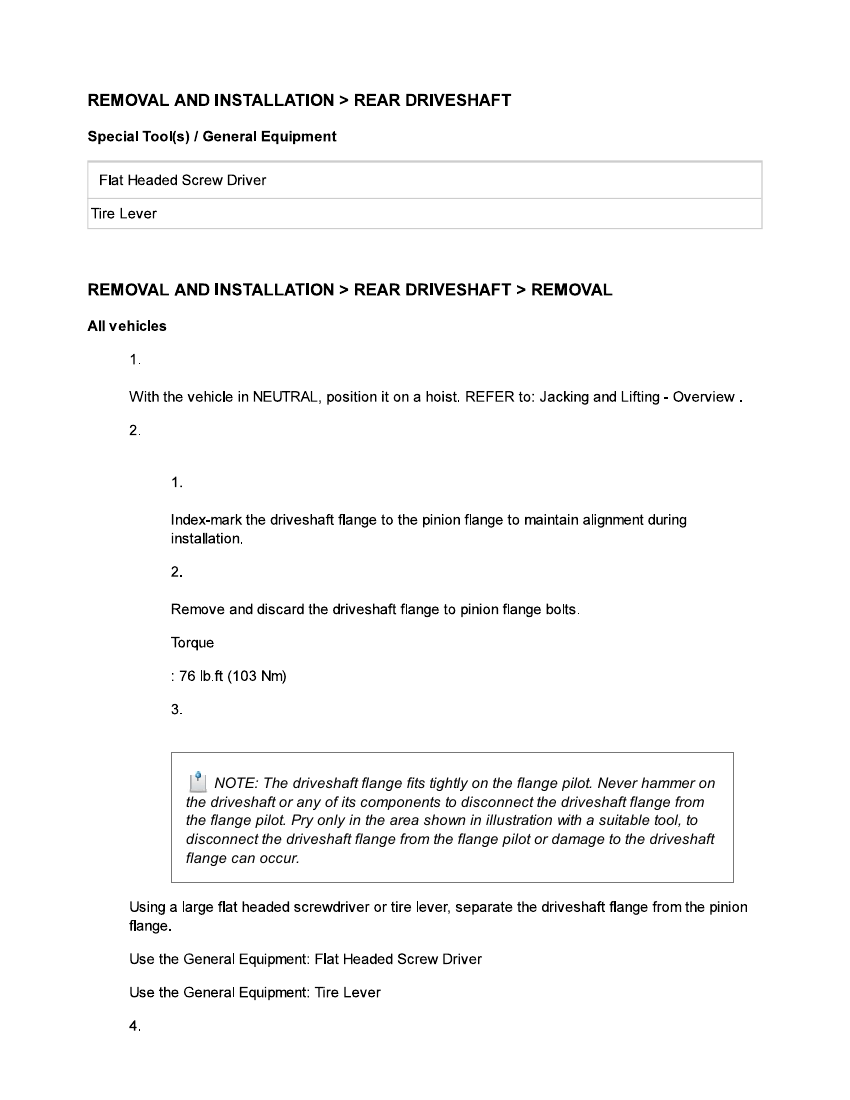 REMOVAL AND INSTALLATION > REAR DRIVESHAFT
Special Tool(s) / General Equipment
Flat Headed Screw Driver
Tire Lever
REMOVAL AND INSTALLATION > REAR DRIVESHAFT > REMOVAL
All vehicles
1.
With the vehicle in NEUTRAL, position it on a hoist. REFER to: Jacking and Lifting - Overview .
2.
1.
Index-mark the driveshaft flange to the pinion flange to maintain alignment during
installation.
2.
Remove and discard the driveshaft flange to pinion flange bolts.
Torque
: 76 lb.ft (103 Nm)
3.
NOTE: The driveshaft flange fits tightly on the flange pilot. Never hammer on
the driveshaft or any of its components to disconnect the driveshaft flange from
the flange pilot. Pry only in the area shown in illustration with a suitable tool, to
disconnect the driveshaft flange from the flange pilot or damage to the driveshaft
flange can occur.
Using a large flat headed screwdriver or tire lever, separate the driveshaft flange from the pinion
flange.
Use the General Equipment: Flat Headed Screw Driver
Use the General Equipment: Tire Lever
4.